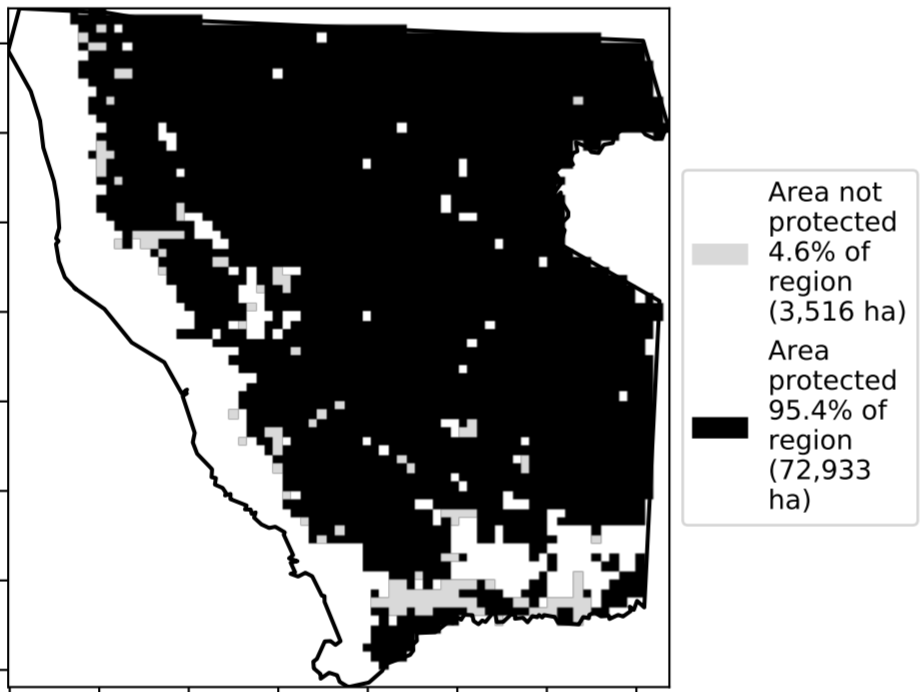 Area not
protected
4.6% of
region
(3,516 ha)
Area
protected
95.4% of
region
(72,933
ha)